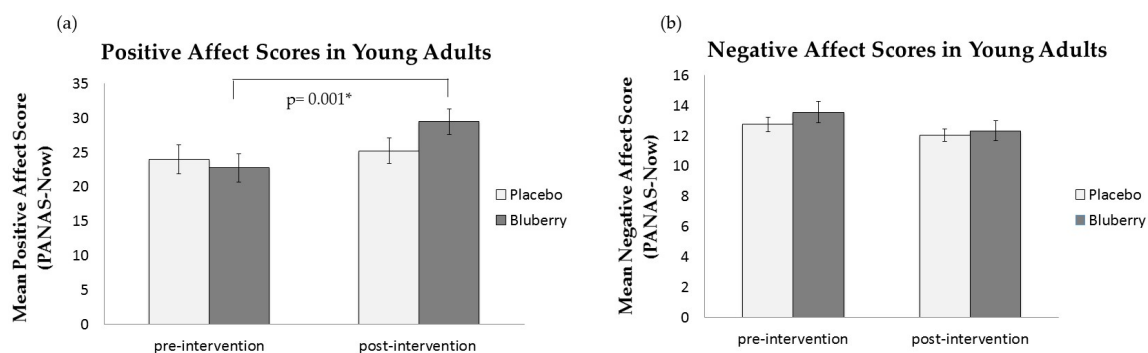 (a)
Positive Affect Scores in Young Adults
Mean Positive Affect Score
(PANAS-Now)
35
30
25
20
15
10
5
0
p= 0.001*
Placebo
Bluberry
pre-intervention
post-intervention
(b)
Negative Affect Scores in Young Adults
Mean Negative Affect Score
(PANAS-Now)
16
14
12
10
8
6
4
2
0
Placebo
Bluberry
pre-intervention
post-intervention